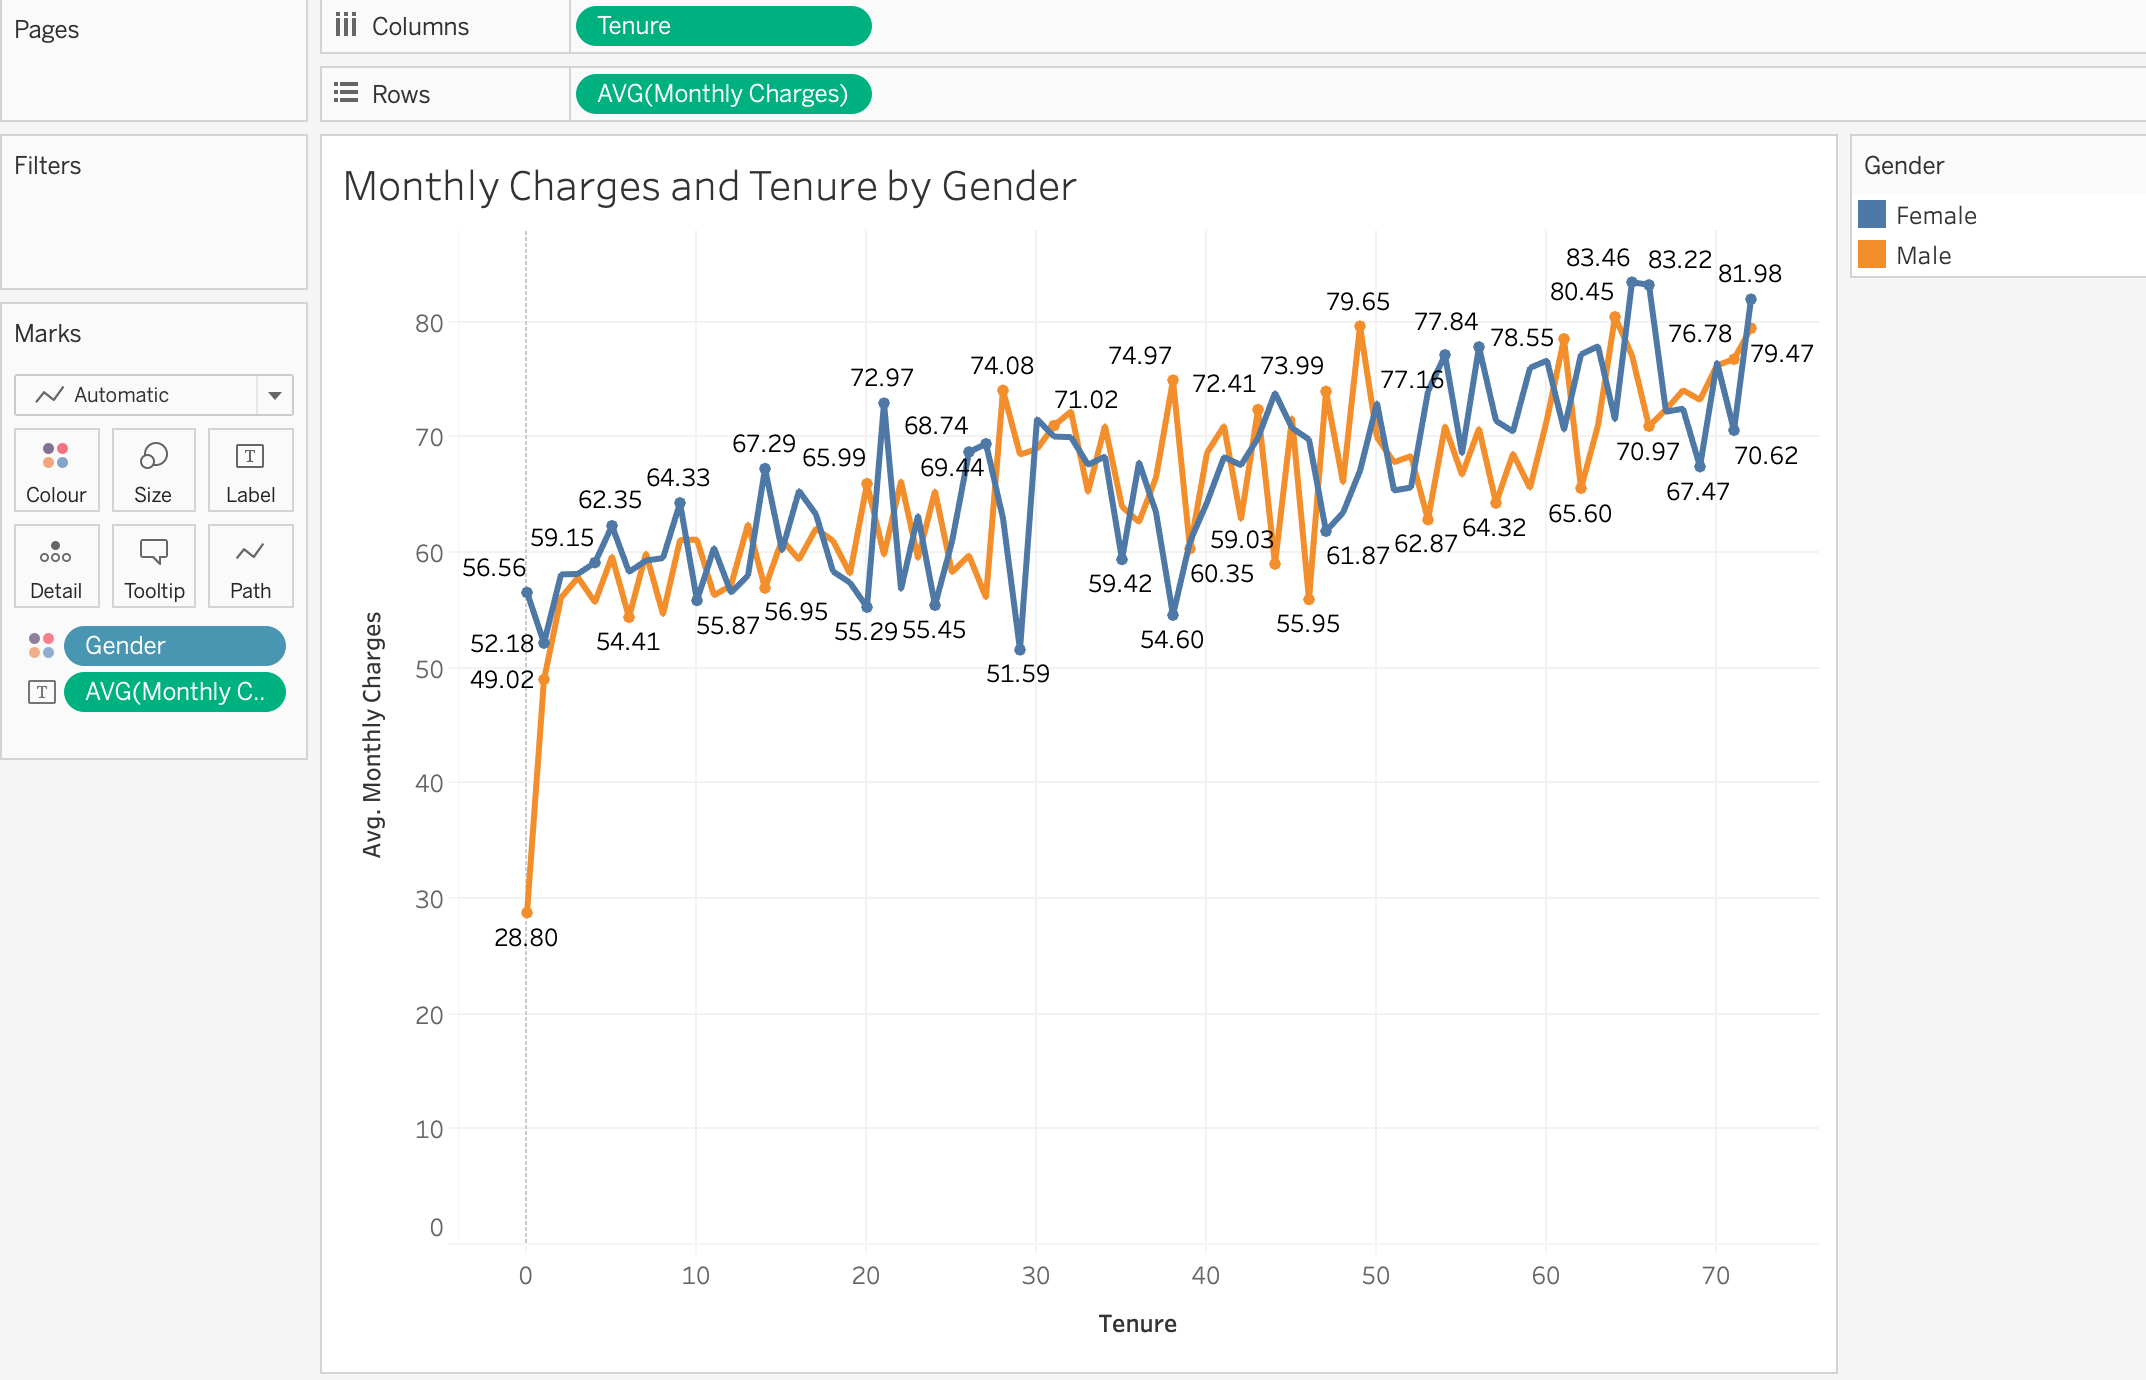 Pages
Columns
Tenure
Rows
AVG(Monthly Charges)
Filters
Marks
Automatic
Colour
Size
T
Label
Detail
Tooltip
Path
Gender
T
AVG(Monthly C..
Monthly Charges and Tenure by Gender
Gender
Female
Male
83.46
83.22
81.98
80.45
79.65
77.84
78.55
76.78
79.47
74.08
74.97
73.99
72.97
72.41
77.16
71.02
68.74
67.29
65.99
69.44
70.97
70.62
64.33
62.35
67.47
65.60
64.32
59.15
59.03
62.87
61.87
56.56
60.35
59.42
56.95
55.87
55.29
55.45
55.95
54.41
54.60
52.18
51.59
49.02
28.80
80
70
60
50
40
30
20
10
0
Avg. Monthly Charges
0
10
20
30
40
50
60
70
Tenure